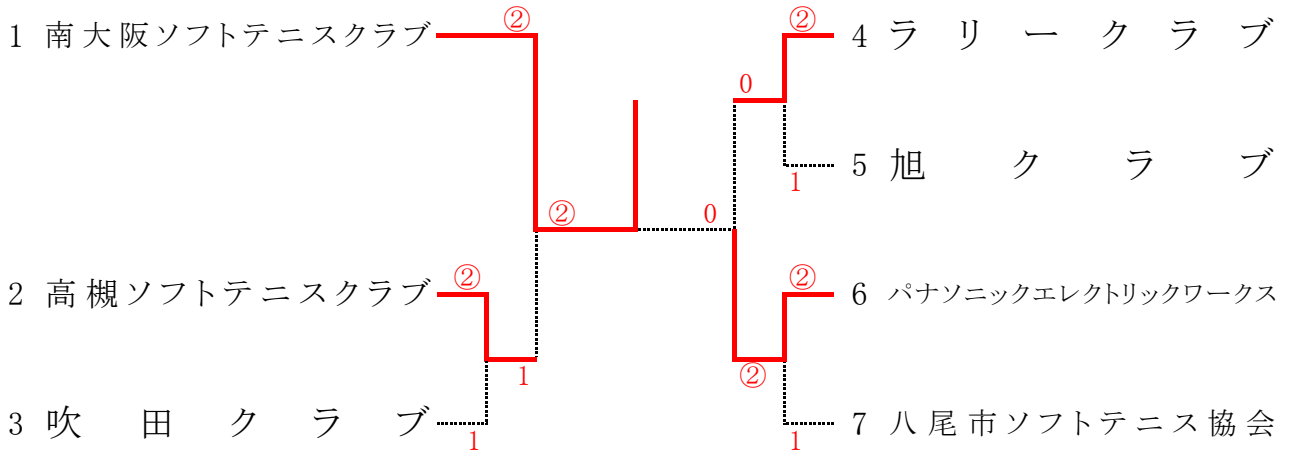 ② ②
1 南大阪ソフトテニスクラブ 4 ラリークラブ
0
5 旭クラブ
1
② 0
② ②
2 高槻ソフトテニスクラブ 6 パナソニックエレクトリックワークス
1 ②
3 吹田クラブ 7 八尾市ソフトテニス協会
1 1